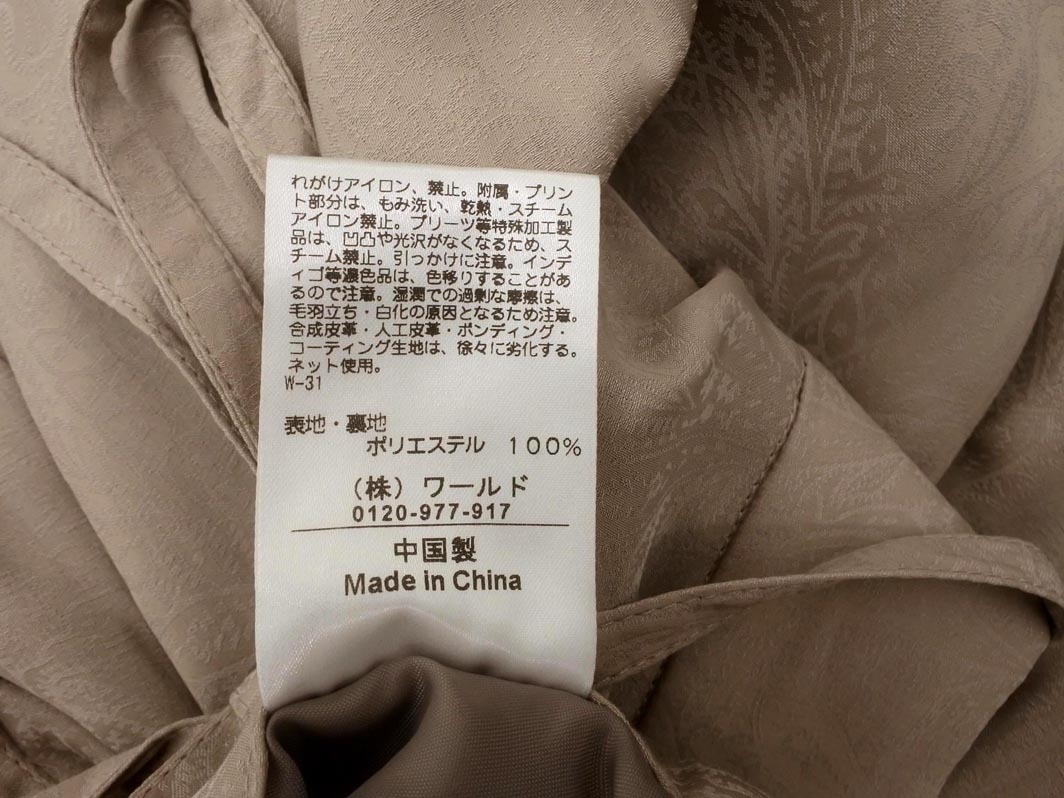 れがけアイロン、禁止。附属・プリン
ト部分は、もみ洗い、乾熱・スチーム
アイロン禁止。プリーツ等特殊加工製
品は、凹凸や光沢がなくなるため、ス
チーム禁止。引っかけに注意。インデ
ィゴ等濃色品は、色移りすることがあ
るので注意。湿潤での過剰な摩擦は、
毛羽立ち・白化の原因となるため注意。
合成皮革・人工皮革・ボンディング・
コーティング生地は、徐々に劣化する。
ネット使用。
W-31
表地・裏地
ポリエステル 100%
（株）ワールド
0120-977-917
中国製
Made in China